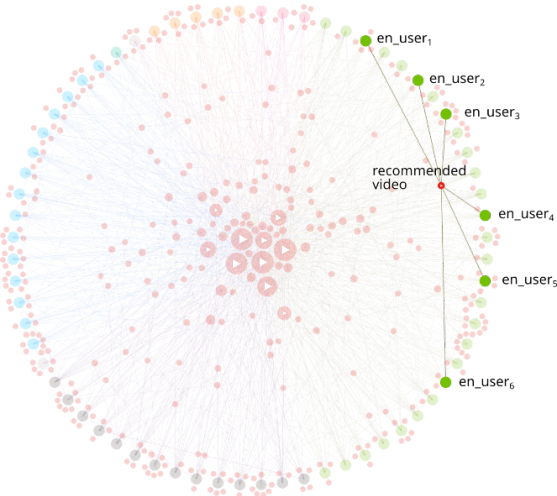 en_user₁
en_user₂
en_user₃
recommended
video
en_user₄
en_user₅
en_user₆